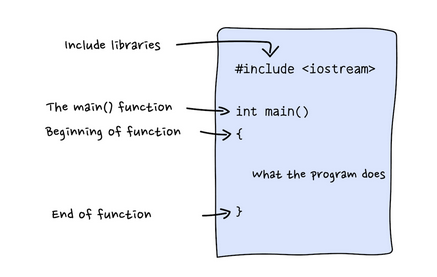 Include libraries
#include <iostream>
The main() function
int main()
Beginning of function
{
What the program does
End of function
}